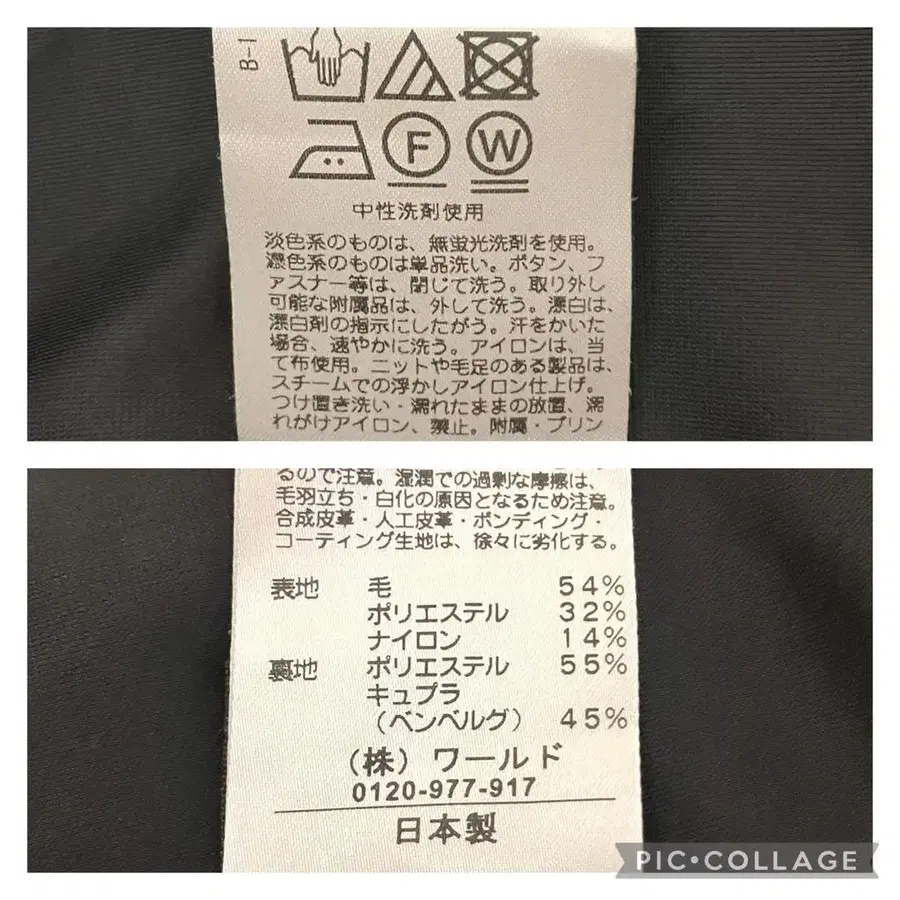 B-1
F W
中性洗剤使用
淡色系のものは、無蛍光洗剤を使用。
濃色系のものは単品洗い。ボタン、フ
ァスナー等は、閉じて洗う。取り外し
可能な附属品は、外して洗う。漂白は、
漂白剤の指示にしたがう。汗をかいた
場合、速やかに洗う。アイロンは、当
て布使用。ニットや毛足のある製品は、
スチームでの浮かしアイロン仕上げ。
つけ置き洗い・濡れたままの放置、濡
れがけアイロン、禁止。附属・プリン
るので注意。湿潤での過剰な摩擦は、
毛羽立ち・白化の原因となるため注意。
合成皮革・人工皮革・ボンディング・
コーティング生地は、徐々に劣化する。
表地 毛 54%
ポリエステル 32%
ナイロン 14%
裏地 ポリエステル 55%
キュプラ
(ベンベルグ) 45%
(株)ワールド
0120-977-917
日本製
PIC•COLLAGE